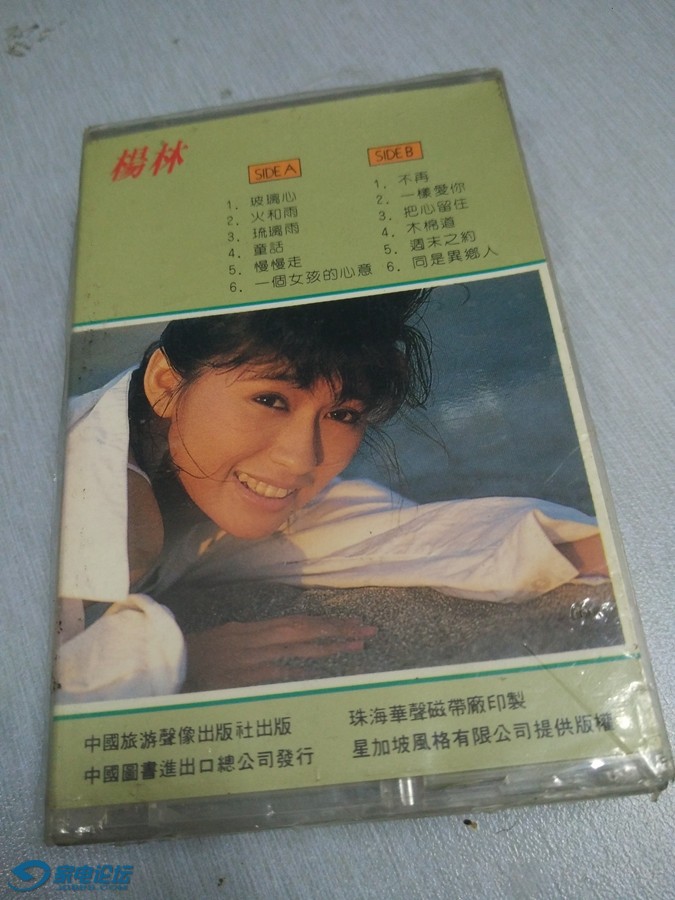 楊林
SIDE A
1. 玻璃心
2. 火和雨
3. 琉璃雨
4. 童話
5. 慢慢走
6. 一個女孩的心意
SIDE B
1. 不再
2. 一樣愛你
3. 把心留住
4. 木棉道
5. 週末之約
6. 同是異鄉人
中國旅游聲像出版社出版
中國圖書進出口總公司發行
珠海華聲磁帶廠印製
星加坡風格有限公司提供版權
家电论坛
JDBBS.COM